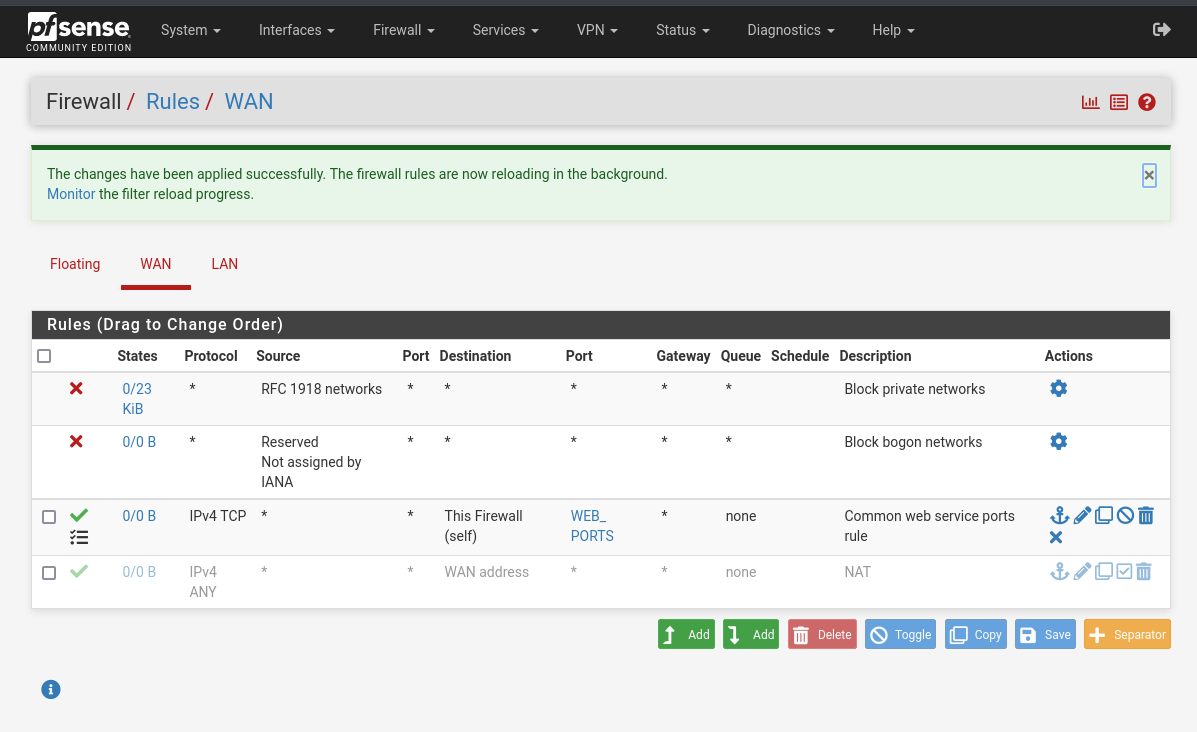 pfsense
COMMUNITY EDITION
System Interfaces Firewall Services VPN Status Diagnostics Help
Firewall / Rules / WAN
The changes have been applied successfully. The firewall rules are now reloading in the background.
Monitor the filter reload progress.
×
Floating WAN LAN
Rules (Drag to Change Order)
States Protocol Source Port Destination Port Gateway Queue Schedule Description Actions
0/23 * RFC 1918 networks * * * * * Block private networks
KiB
0/0 B * Reserved * * * * * Block bogon networks
Not assigned by
IANA
0/0 B IPv4 TCP * * This Firewall WEB_ * none Common web service ports
(self) PORTS rule
0/0 B IPv4 * * WAN address * * none NAT
ANY
Add Add Delete Toggle Copy Save Separator